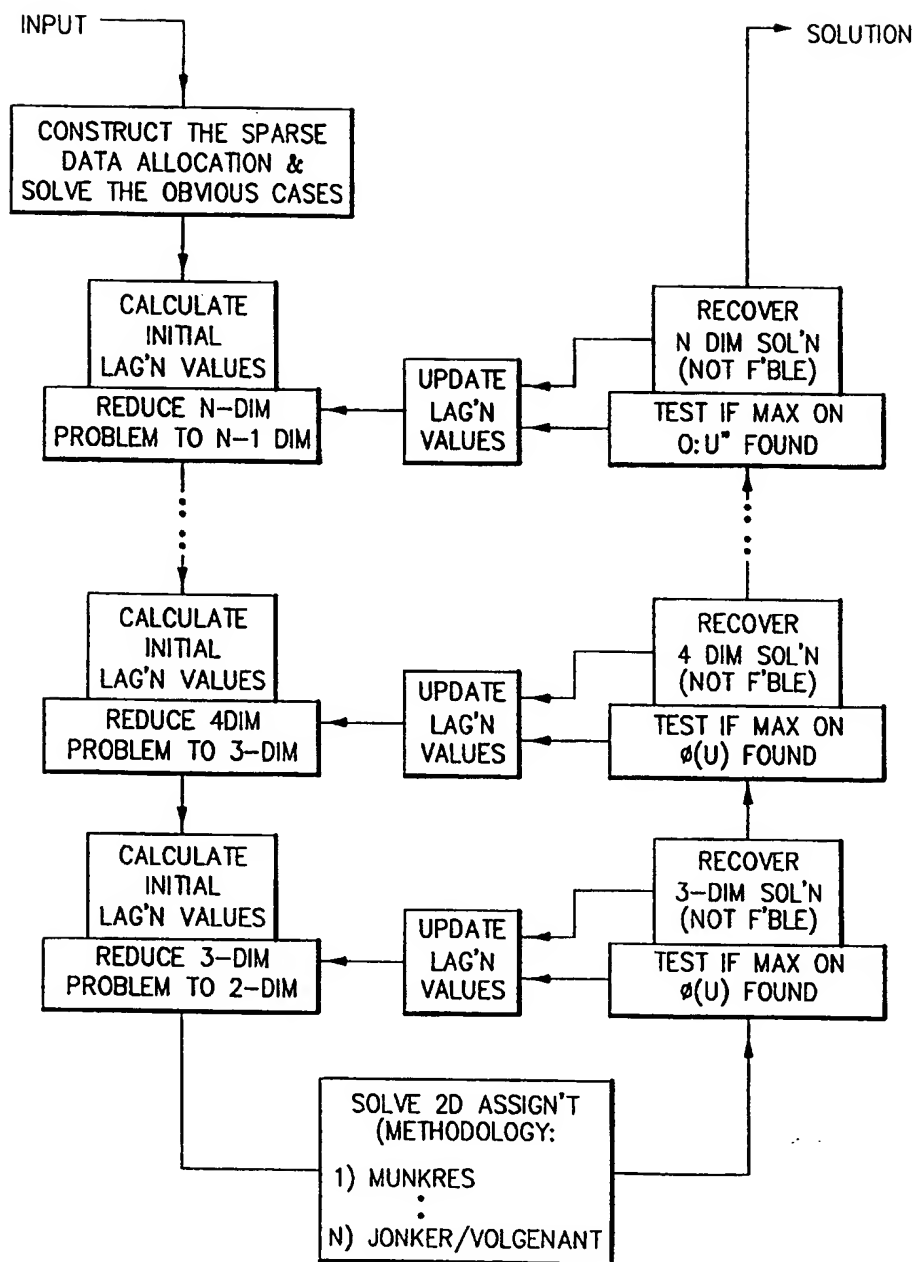 INPUT
SOLUTION
CONSTRUCT THE SPARSE
DATA ALLOCATION &
SOLVE THE OBVIOUS CASES
CALCULATE
INITIAL
LAG'N VALUES
REDUCE N-DIM
PROBLEM TO N-1 DIM
UPDATE
LAG'N
VALUES
RECOVER
N DIM SOL'N
(NOT F'BLE)
TEST IF MAX ON
O:U* FOUND
CALCULATE
INITIAL
LAG'N VALUES
REDUCE 4DIM
PROBLEM TO 3-DIM
UPDATE
LAG'N
VALUES
RECOVER
4 DIM SOL'N
(NOT F'BLE)
TEST IF MAX ON
ø(U) FOUND
CALCULATE
INITIAL
LAG'N VALUES
REDUCE 3-DIM
PROBLEM TO 2-DIM
UPDATE
LAG'N
VALUES
RECOVER
3-DIM SOL'N
(NOT F'BLE)
TEST IF MAX ON
ø(U) FOUND
SOLVE 2D ASSIGN'T
(METHODOLOGY:
1) MUNKRES
N) JONKER/VOLGENANT